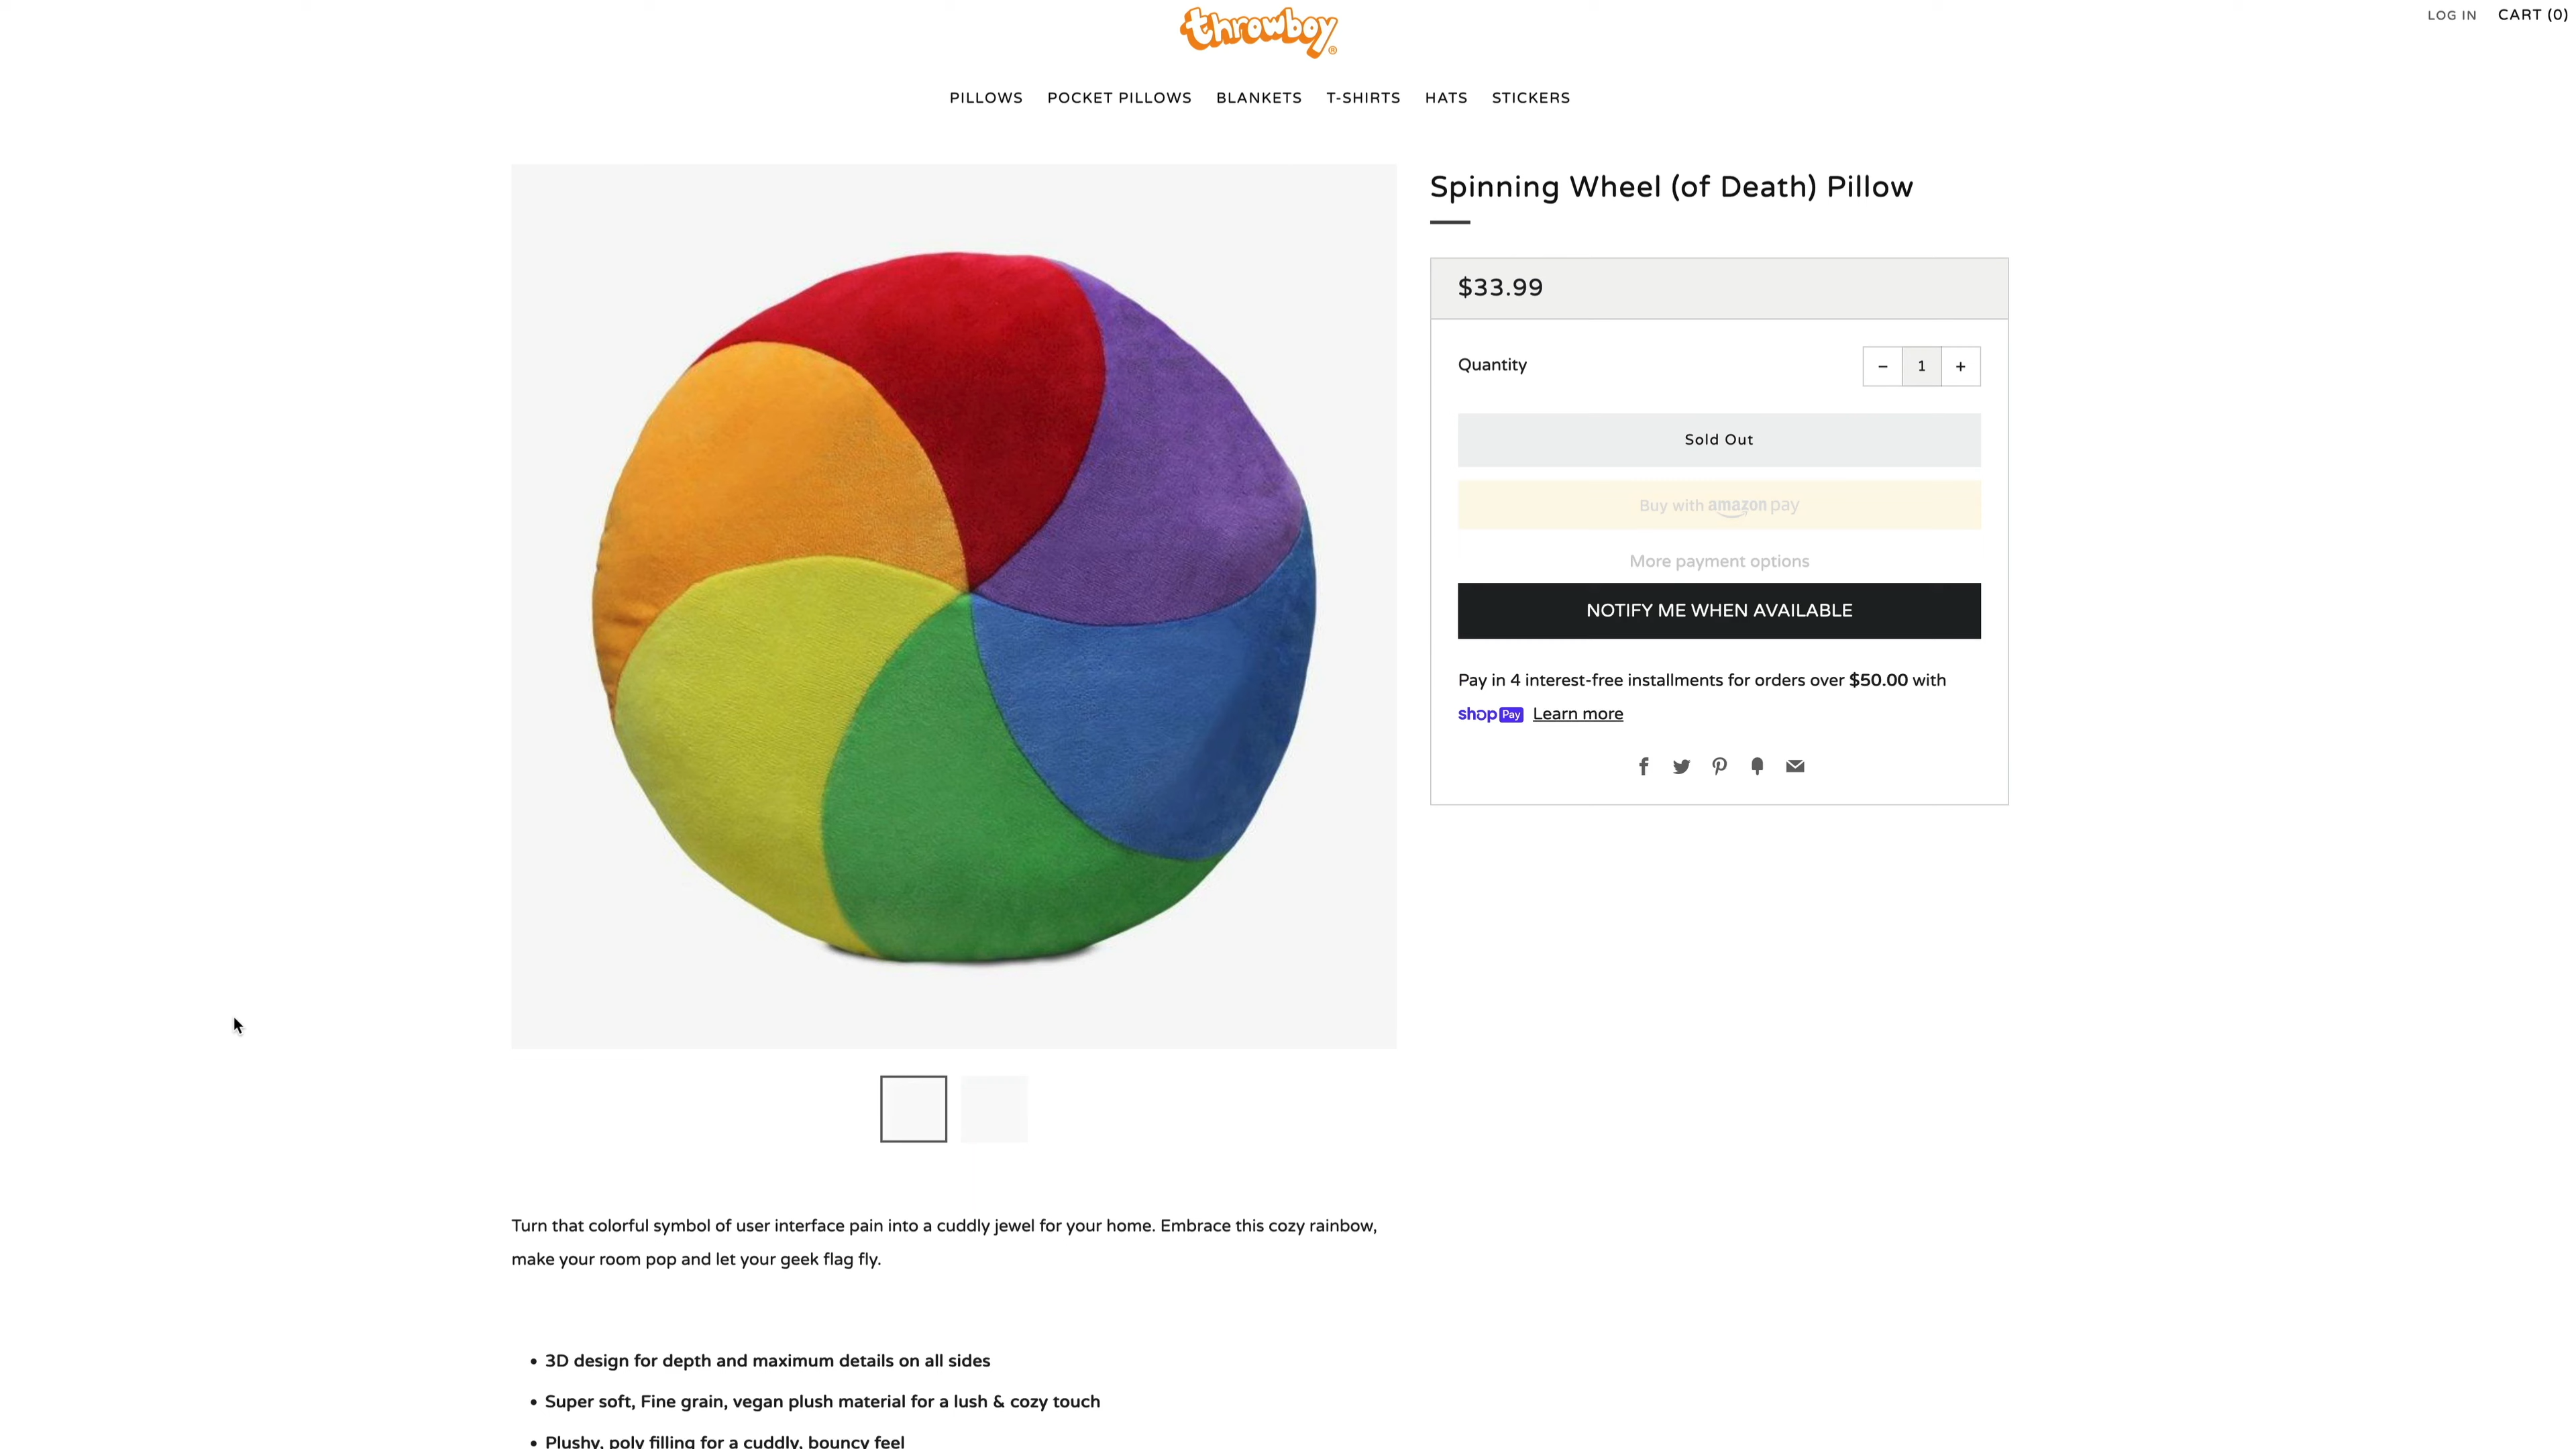 throwboy®
LOG IN
CART (0)
PILLOWS POCKET PILLOWS BLANKETS T-SHIRTS HATS STICKERS
Spinning Wheel (of Death) Pillow
$33.99
Quantity
− 1 +
Sold Out
Buy with amazon pay
More payment options
NOTIFY ME WHEN AVAILABLE
Pay in 4 interest-free installments for orders over $50.00 with
shop Pay Learn more
Turn that colorful symbol of user interface pain into a cuddly jewel for your home. Embrace this cozy rainbow,
make your room pop and let your geek flag fly.
• 3D design for depth and maximum details on all sides
• Super soft, Fine grain, vegan plush material for a lush & cozy touch
• Plushy, poly filling for a cuddly, bouncy feel